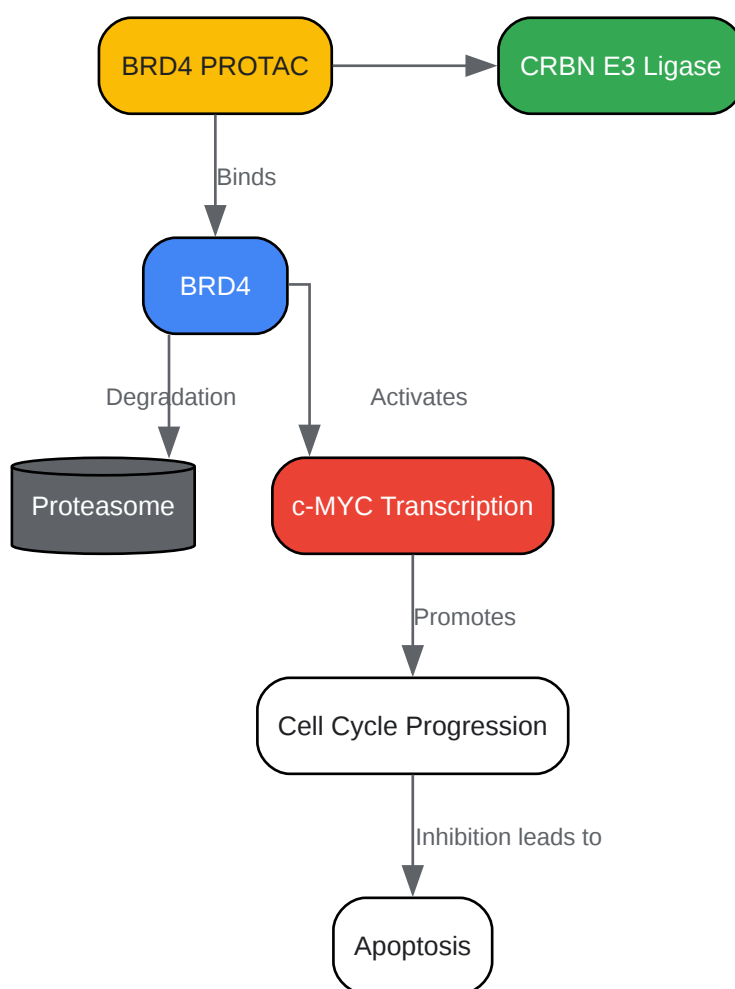 BRD4 PROTAC
CRBN E3 Ligase
Binds
BRD4
Degradation
Activates
Proteasome
c-MYC Transcription
Promotes
Cell Cycle Progression
Inhibition leads to
Apoptosis